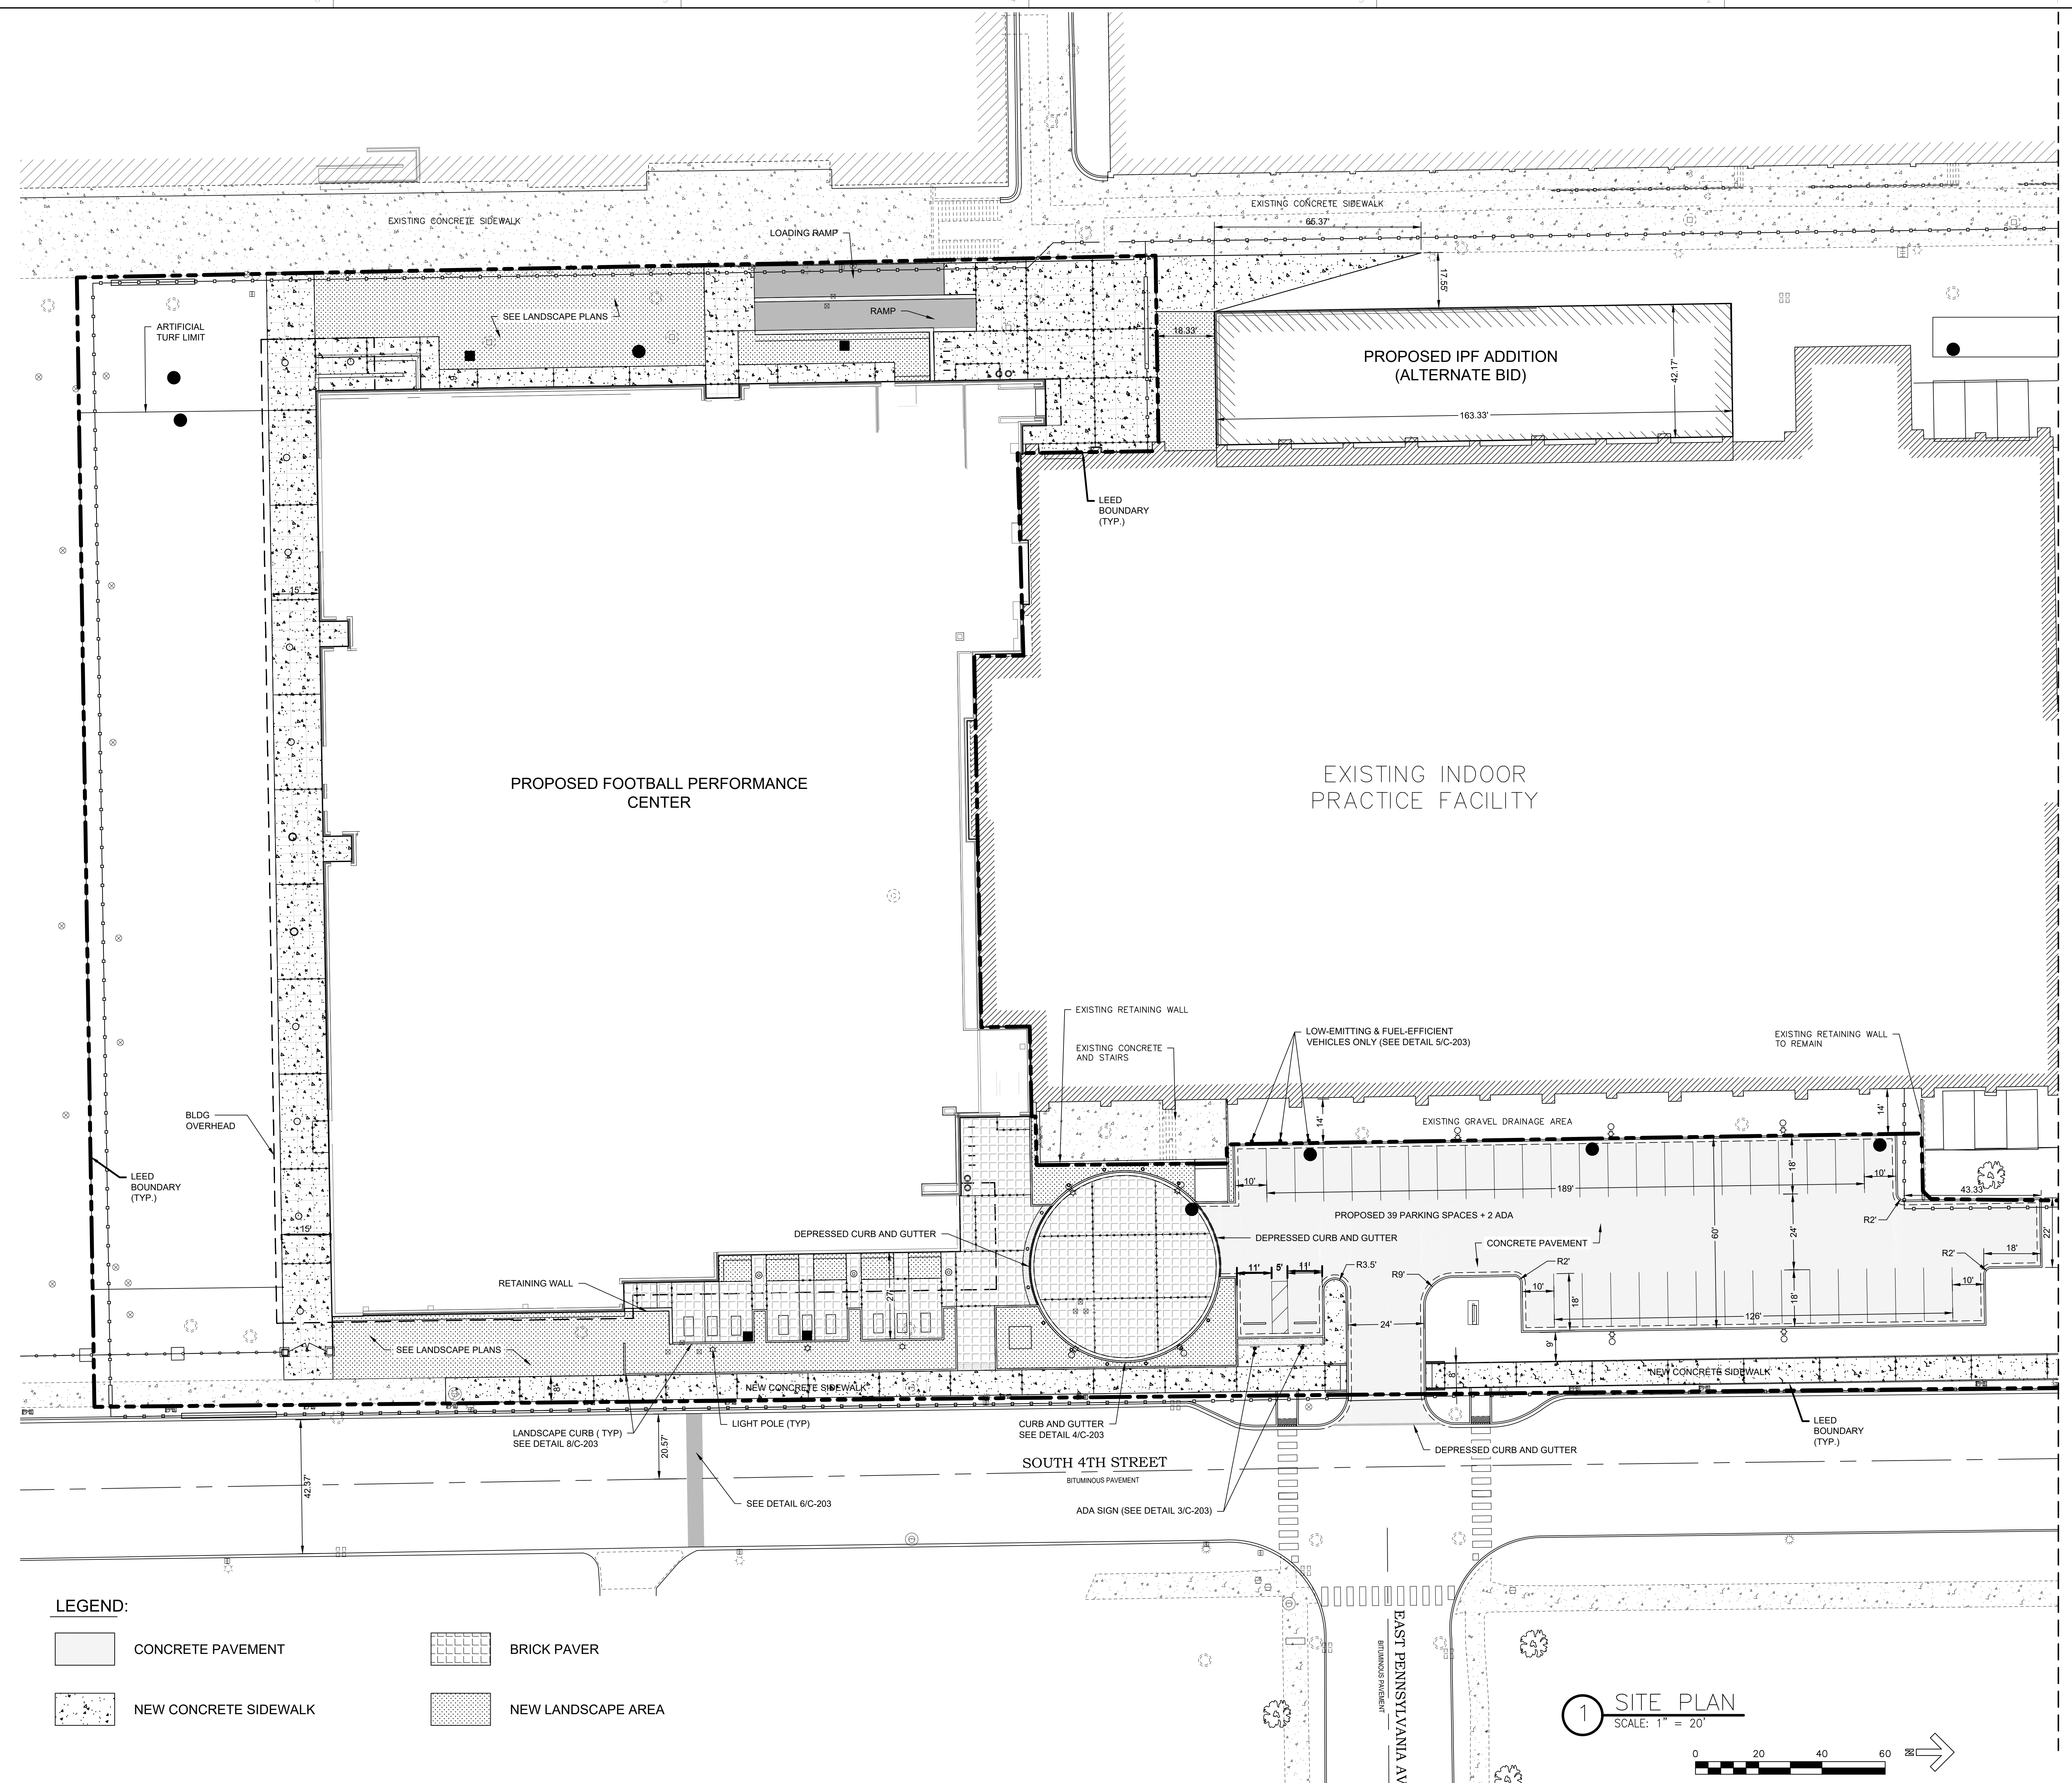 EXISTING CONCRETE SIDEWALK
EXISTING CONCRETE SIDEWALK
65.37'
LOADING RAMP
17.55'
SEE LANDSCAPE PLANS
RAMP
ARTIFICIAL
TURF LIMIT
18.33'
PROPOSED IPF ADDITION
(ALTERNATE BID)
42.17'
6'
163.33'
LEED
BOUNDARY
(TYP.)
15'
PROPOSED FOOTBALL PERFORMANCE
CENTER
EXISTING INDOOR
PRACTICE FACILITY
EXISTING RETAINING WALL
EXISTING CONCRETE
AND STAIRS
LOW-EMITTING & FUEL-EFFICIENT
VEHICLES ONLY (SEE DETAIL 5/C-203)
EXISTING RETAINING WALL
TO REMAIN
BLDG
OVERHEAD
14'
EXISTING GRAVEL DRAINAGE AREA
14'
LEED
BOUNDARY
(TYP.)
10'
189'
18'
10'
43.33'
15'
DEPRESSED CURB AND GUTTER
DEPRESSED CURB AND GUTTER
PROPOSED 39 PARKING SPACES + 2 ADA
CONCRETE PAVEMENT
60'
24'
R2'
22'
RETAINING WALL
27'
11'
5'
11'
R3.5'
R9'
R2'
10'
18'
R2'
18'
10'
18'
126'
24'
9'
SEE LANDSCAPE PLANS
8'
NEW CONCRETE SIDEWALK
8'
NEW CONCRETE SIDEWALK
LANDSCAPE CURB ( TYP)
SEE DETAIL 8/C-203
LIGHT POLE (TYP)
CURB AND GUTTER
SEE DETAIL 4/C-203
LEED
BOUNDARY
(TYP.)
DEPRESSED CURB AND GUTTER
42.37'
20.57'
SOUTH 4TH STREET
BITUMINOUS PAVEMENT
SEE DETAIL 6/C-203
ADA SIGN (SEE DETAIL 3/C-203)
EAST PENNSYLVANIA AV
BITUMINOUS PAVEMENT
LEGEND:
CONCRETE PAVEMENT
BRICK PAVER
NEW CONCRETE SIDEWALK
NEW LANDSCAPE AREA
1
SITE PLAN
SCALE: 1" = 20'
0 20 40 60
N